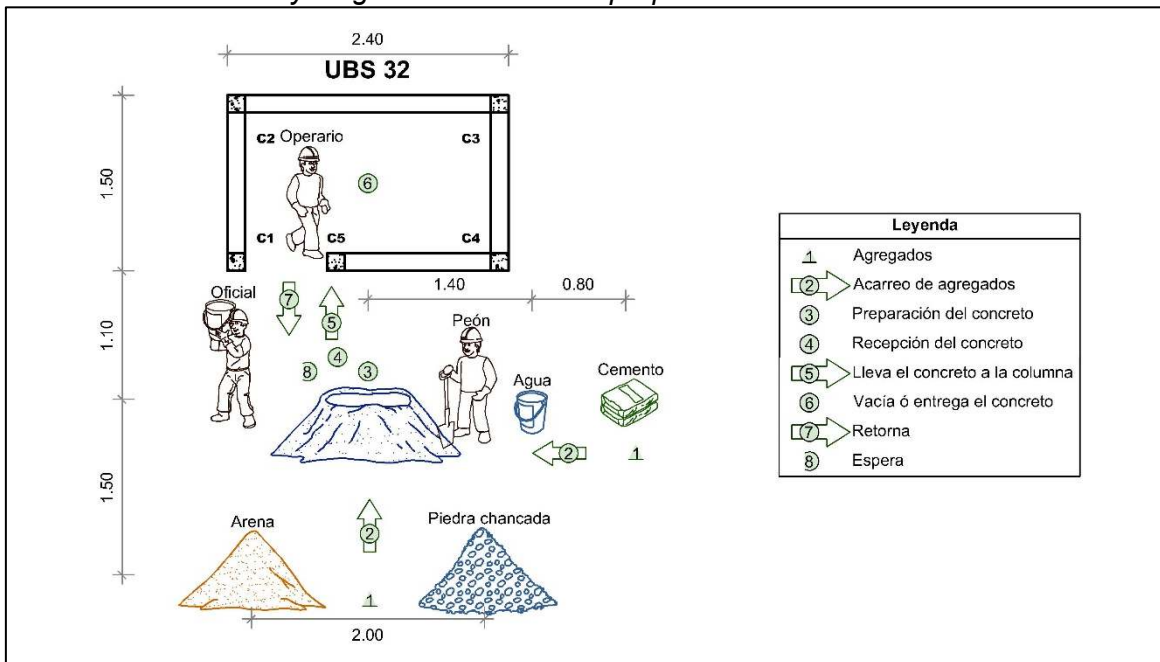 2.40
UBS 32
C2 Operario
C3
6
1.50
C1
C5
C4
1.40
0.80
Oficial
7
5
Peón
1.10
4
8
3
Agua
Cemento
2
1
1.50
Arena
2
Piedra chancada
1
2.00
Leyenda
1 Agregados
2 Acarreo de agregados
3 Preparación del concreto
4 Recepción del concreto
5 Lleva el concreto a la columna
6 Vacía ó entrega el concreto
7 Retorna
8 Espera